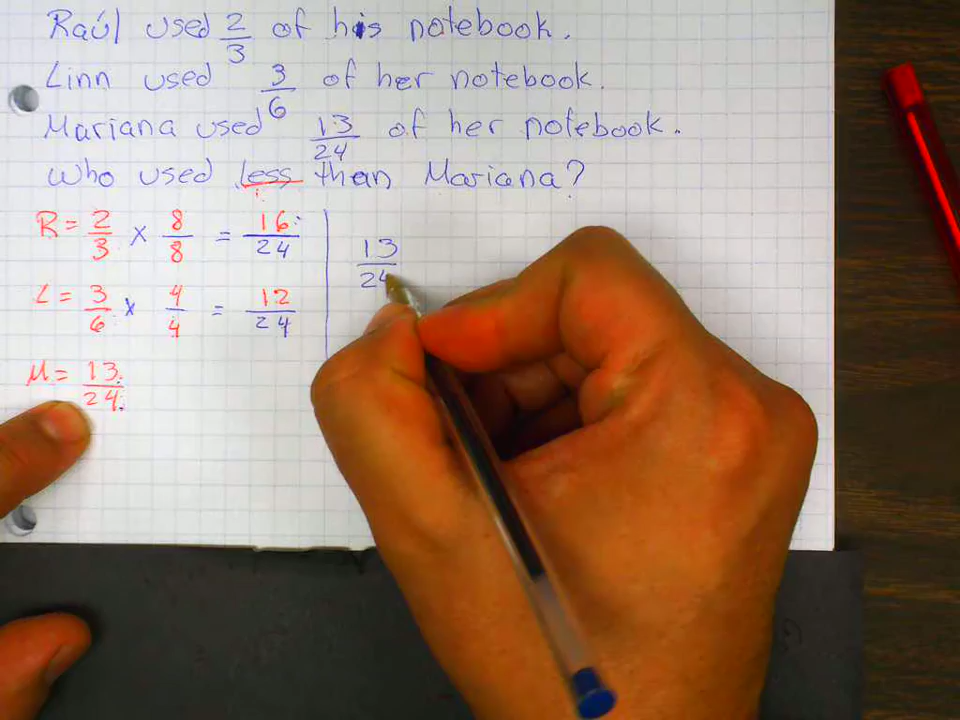 Raúl used 2/3 of his notebook.
Linn used 3/6 of her notebook.
Mariana used 13/24 of her notebook.
Who used less than Mariana?
R = 2/3 × 8/8 = 16/24
L = 3/6 × 4/4 = 12/24
M = 13/24
13/24